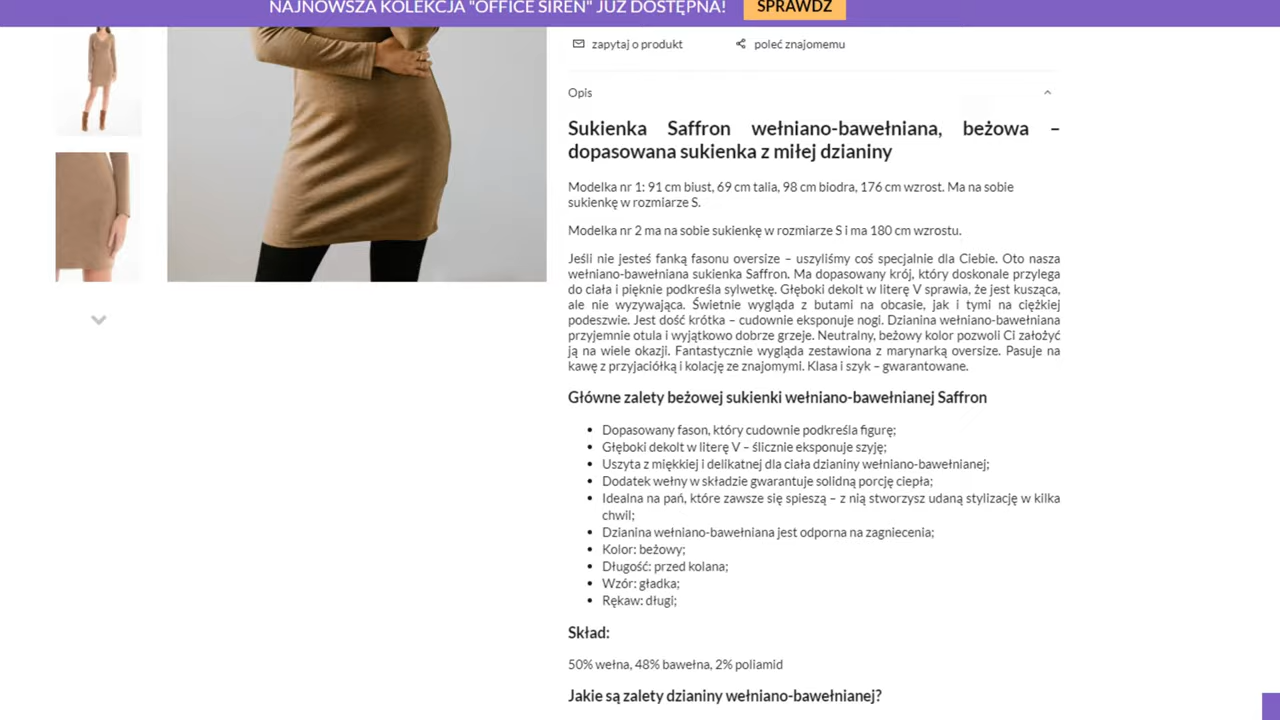 NAJNOWSZA KOLEKCJA "OFFICE SIREN" JUŻ DOSTĘPNA! SPRAWDŹ
zapytaj o produkt poleć znajomemu
Opis
Sukienka Saffron wełniano-bawełniana, beżowa –
dopasowana sukienka z miłej dzianiny
Modelka nr 1: 91 cm biust, 69 cm talia, 98 cm biodra, 176 cm wzrost. Ma na sobie
sukienkę w rozmiarze S.
Modelka nr 2 ma na sobie sukienkę w rozmiarze S i ma 180 cm wzrostu.
Jeśli nie jesteś fanką fasonu oversize – uszyliśmy coś specjalnie dla Ciebie. Oto nasza
wełniano-bawełniana sukienka Saffron. Ma dopasowany krój, który doskonale przylega
do ciała i pięknie podkreśla sylwetkę. Głęboki dekolt w literę V sprawia, że jest kusząca,
ale nie wyzywająca. Świetnie wygląda z butami na obcasie, jak i tymi na ciężkiej
podeszwie. Jest dość krótka – cudownie eksponuje nogi. Dzianina wełniano-bawełniana
przyjemnie otula i wyjątkowo dobrze grzeje. Neutralny, beżowy kolor pozwoli Ci założyć
ją na wiele okazji. Fantastycznie wygląda zestawiona z marynarką oversize. Pasuje na
kawę z przyjaciółką i kolację ze znajomymi. Klasa i szyk – gwarantowane.
Główne zalety beżowej sukienki wełniano-bawełnianej Saffron
• Dopasowany fason, który cudownie podkreśla figurę;
• Głęboki dekolt w literę V – ślicznie eksponuje szyję;
• Uszyta z miękkiej i delikatnej dla ciała dzianiny wełniano-bawełnianej;
• Dodatek wełny w składzie gwarantuje solidną porcję ciepła;
• Idealna na pań, które zawsze się spieszą – z nią stworzysz udaną stylizację w kilka
chwil;
• Dzianina wełniano-bawełniana jest odporna na zagniecenia;
• Kolor: beżowy;
• Długość: przed kolana;
• Wzór: gładka;
• Rękaw: długi;
Skład:
50% wełna, 48% bawełna, 2% poliamid
Jakie są zalety dzianiny wełniano-bawełnianej?